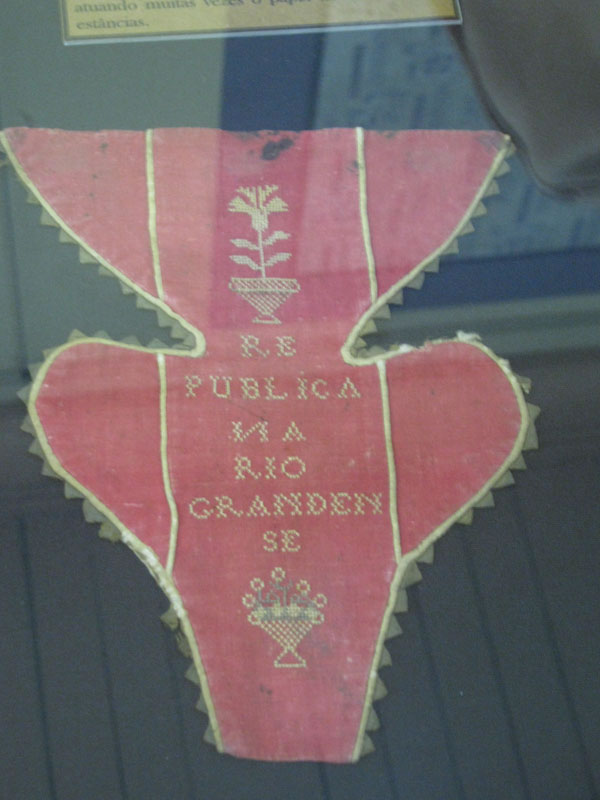 atuando muitas vezes o papel
estâncias.
RE
PUBLICA
NA
RIO
GRANDEN
SE